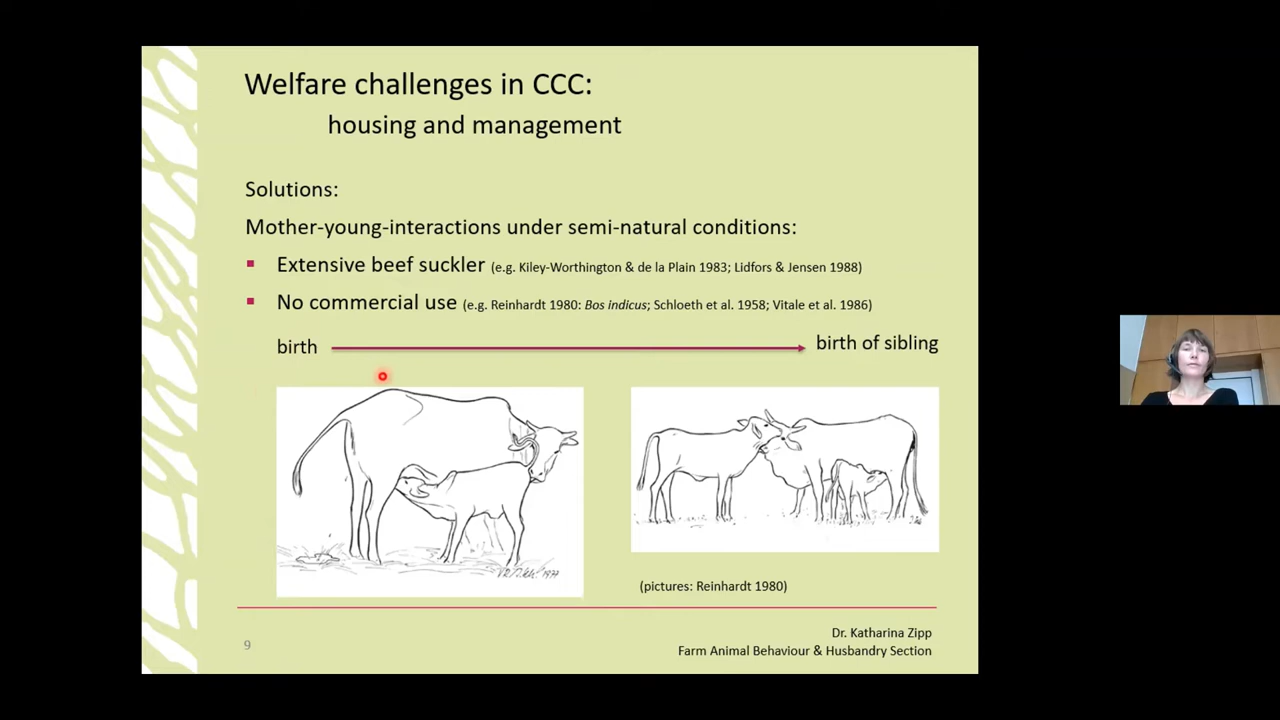 Welfare challenges in CCC:
housing and management
Solutions:
Mother-young-interactions under semi-natural conditions:
▪ Extensive beef suckler (e.g. Kiley-Worthington & de la Plain 1983; Lidfors & Jensen 1988)
▪ No commercial use (e.g. Reinhardt 1980: Bos indicus; Schloeth et al. 1958; Vitale et al. 1986)
birth
birth of sibling
(pictures: Reinhardt 1980)
9
Dr. Katharina Zipp
Farm Animal Behaviour & Husbandry Section